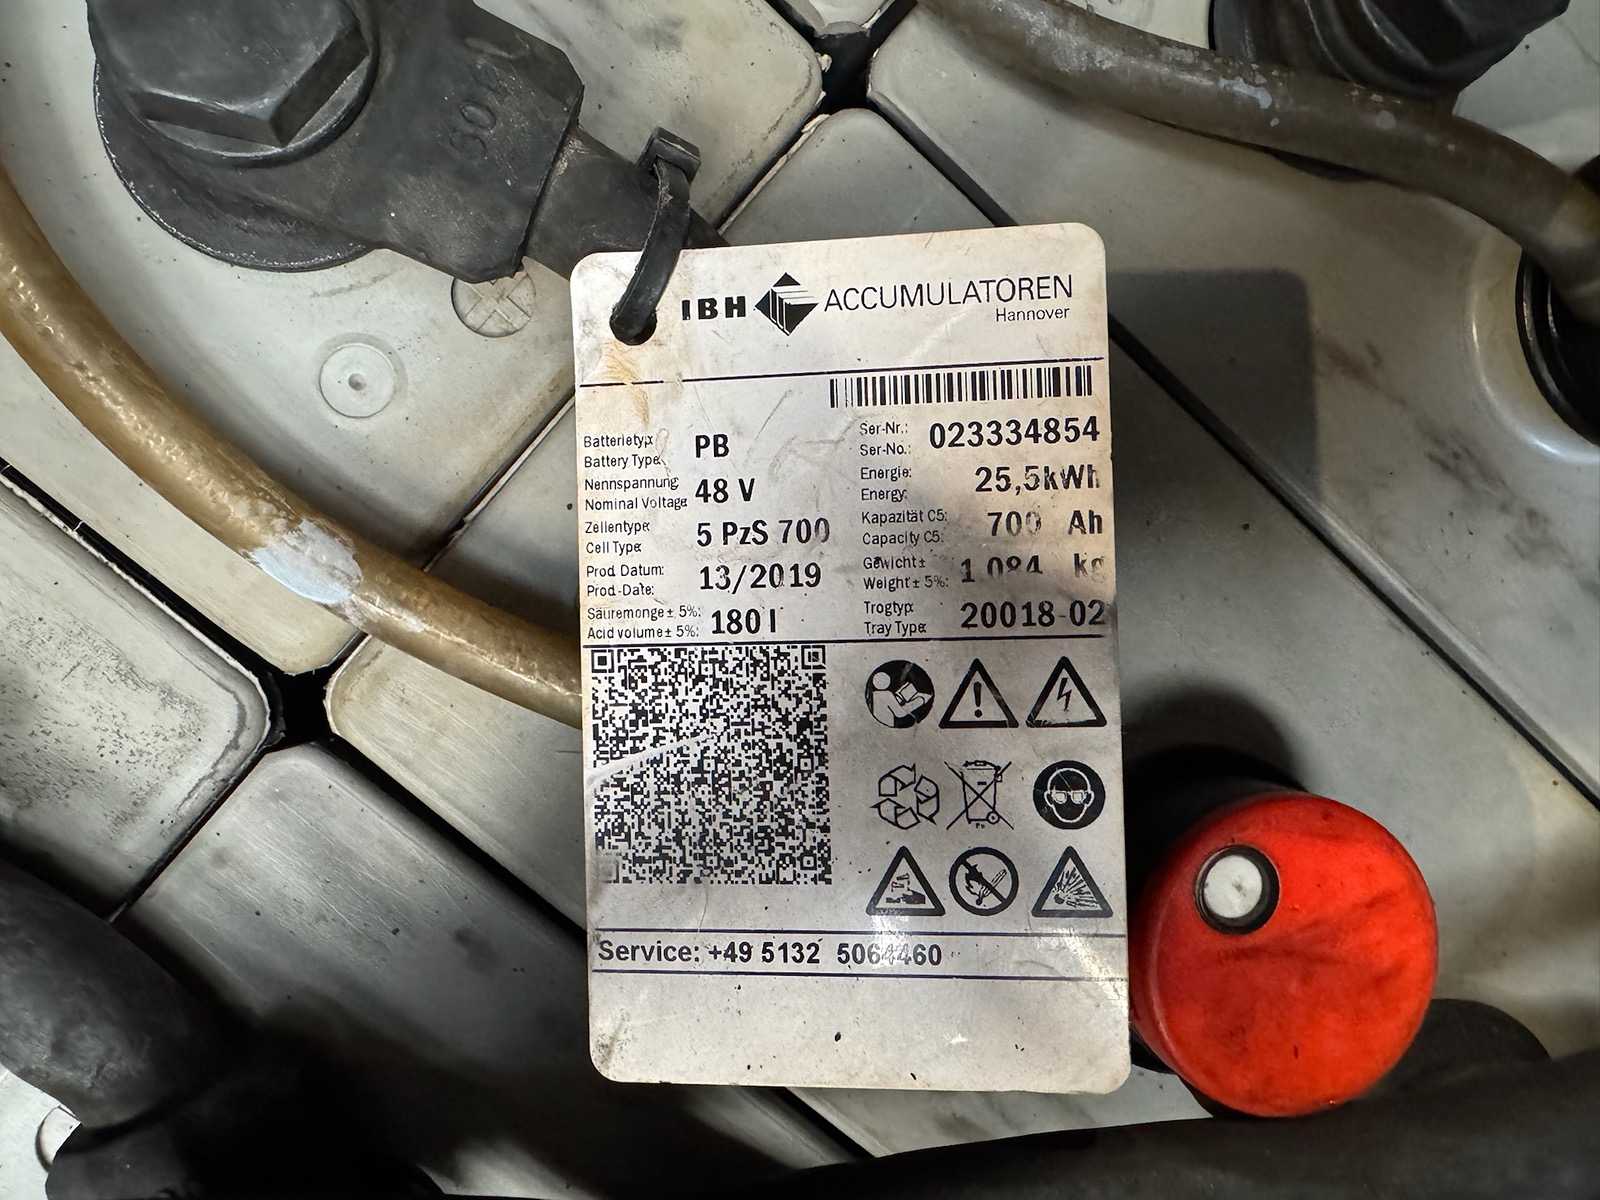 IBH ACCUMULATOREN
Hannover
Batterietyp:
Battery Type:
PB
Nennspannung:
Nominal Voltage:
48 V
Zellentype:
Cell Type:
5 PzS 700
Prod. Datum:
Prod.-Date:
13/2019
Säuremenge ± 5%:
Acid volume ± 5%:
180 l
Ser-Nr.:
Ser-No.:
023334854
Energie:
Energy:
25,5kWh
Kapazität C5:
Capacity C5:
700 Ah
Gewicht ±
Weight ± 5%:
1.084 kg
Trogtyp:
Tray Type:
20018-02
Service: +49 5132 5064460